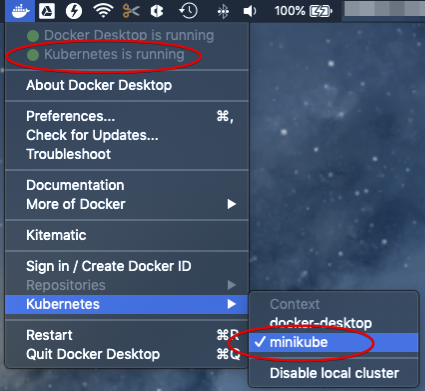 100%
Docker Desktop is running
Kubernetes is running
About Docker Desktop
Preferences... ⌘,
Check for Updates...
Troubleshoot
Documentation
More of Docker
Kitematic
Sign in / Create Docker ID
Repositories
Kubernetes
Restart ⌘R
Quit Docker Desktop ⌘Q
Context
docker-desktop
✓ minikube
Disable local cluster